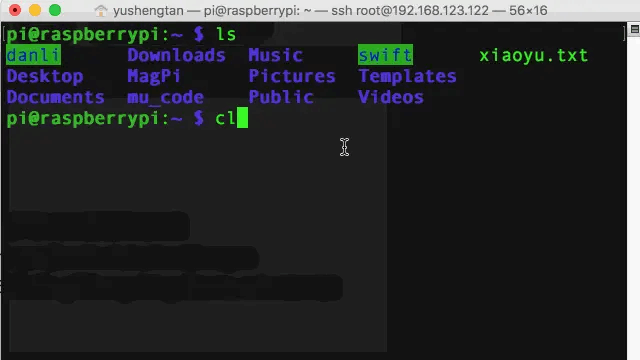 yushengtan — pi@raspberrypi: ~ — ssh root@192.168.123.122 — 56×16
pi@raspberrypi:~ $ ls
danli Downloads Music swift xiaoyu.txt
Desktop MagPi Pictures Templates
Documents mu_code Public Videos
pi@raspberrypi:~ $ cl